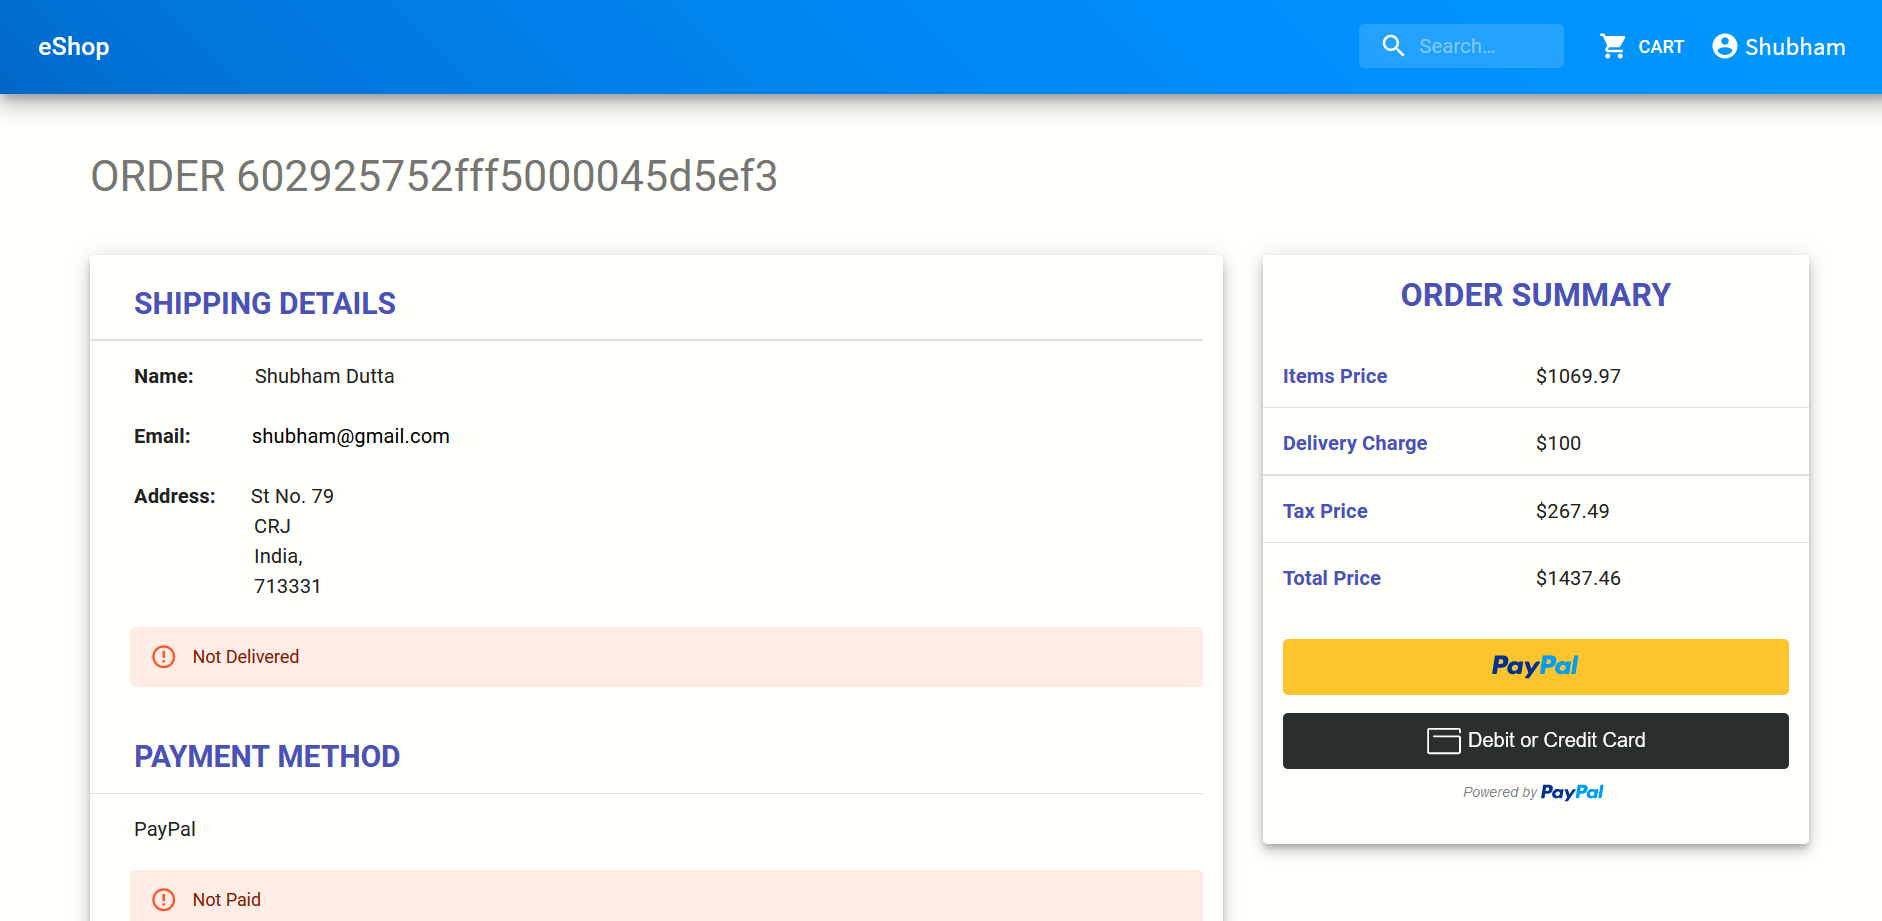 eShop
Search...
CART
Shubham
ORDER 602925752fff5000045d5ef3
SHIPPING DETAILS
Name: Shubham Dutta
Email: shubham@gmail.com
Address: St No. 79
CRJ
India,
713331
Not Delivered
PAYMENT METHOD
PayPal
Not Paid
ORDER SUMMARY
Items Price $1069.97
Delivery Charge $100
Tax Price $267.49
Total Price $1437.46
PayPal
Debit or Credit Card
Powered by PayPal